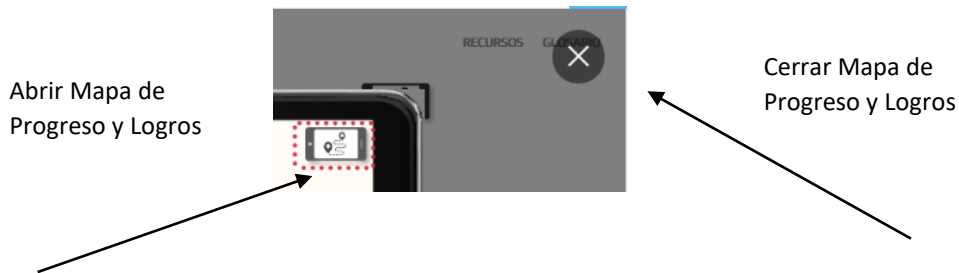 RECURSOS GLOSARIO
Abrir Mapa de
Progreso y Logros
Cerrar Mapa de
Progreso y Logros